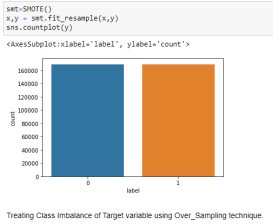 smt=SMOTE()
x,y = smt.fit_resample(x,y)
sns.countplot(y)
<AxesSubplot:xlabel='label', ylabel='count'>
160000
140000
120000
100000
80000
60000
40000
20000
0
count
0
1
label
Treating Class Imbalance of Target variable using Over_Sampling technique.